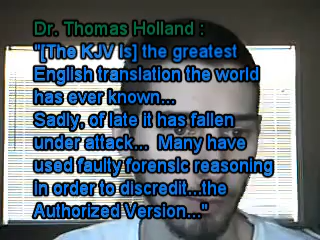 Dr. Thomas Holland :
"[The KJV is] the greatest
English translation the world
has ever known...
Sadly, of late it has fallen
under attack... Many have
used faulty forensic reasoning
in order to discredit...the
Authorized Version..."